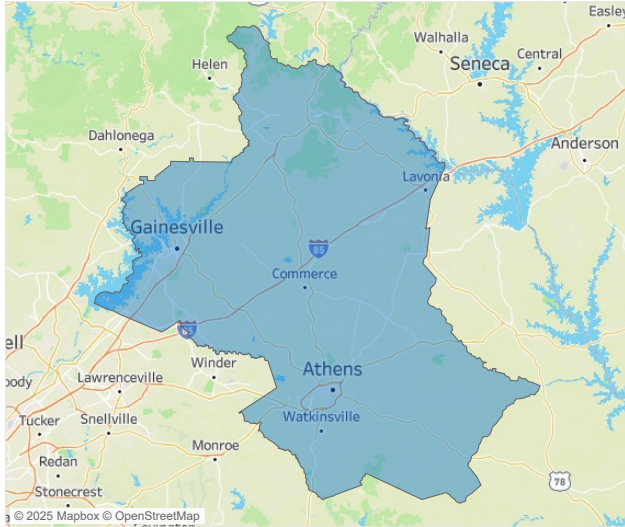 Easley
Walhalla
Central
Helen
Seneca
Dahlonega
Anderson
Lavonia
Gainesville
85
Commerce
85
ell
Winder
Athens
oody
Lawrenceville
Tucker
Snellville
Watkinsville
Monroe
Redan
78
Stonecrest
© 2025 Mapbox © OpenStreetMap